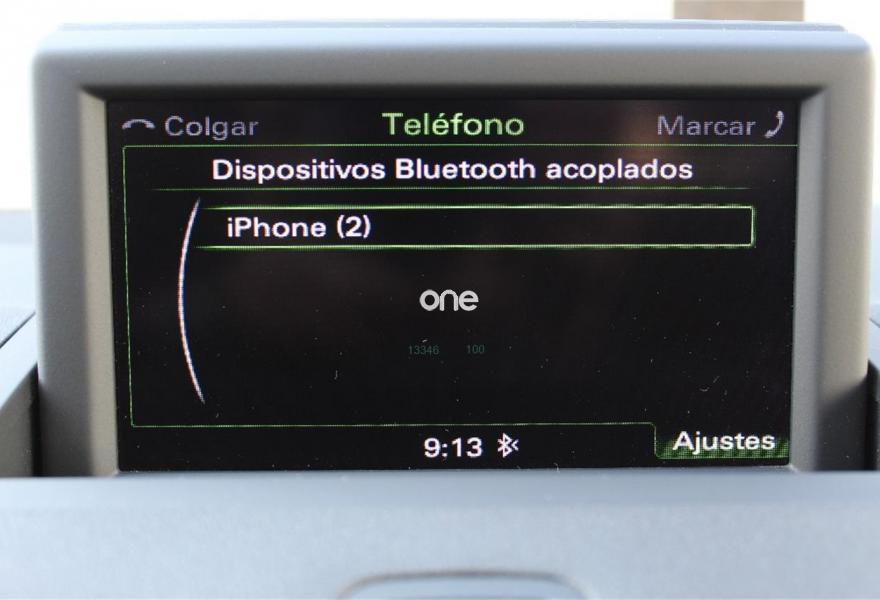 Colgar Teléfono Marcar
Dispositivos Bluetooth acoplados
iPhone (2)
one
13346 100
9:13
Ajustes